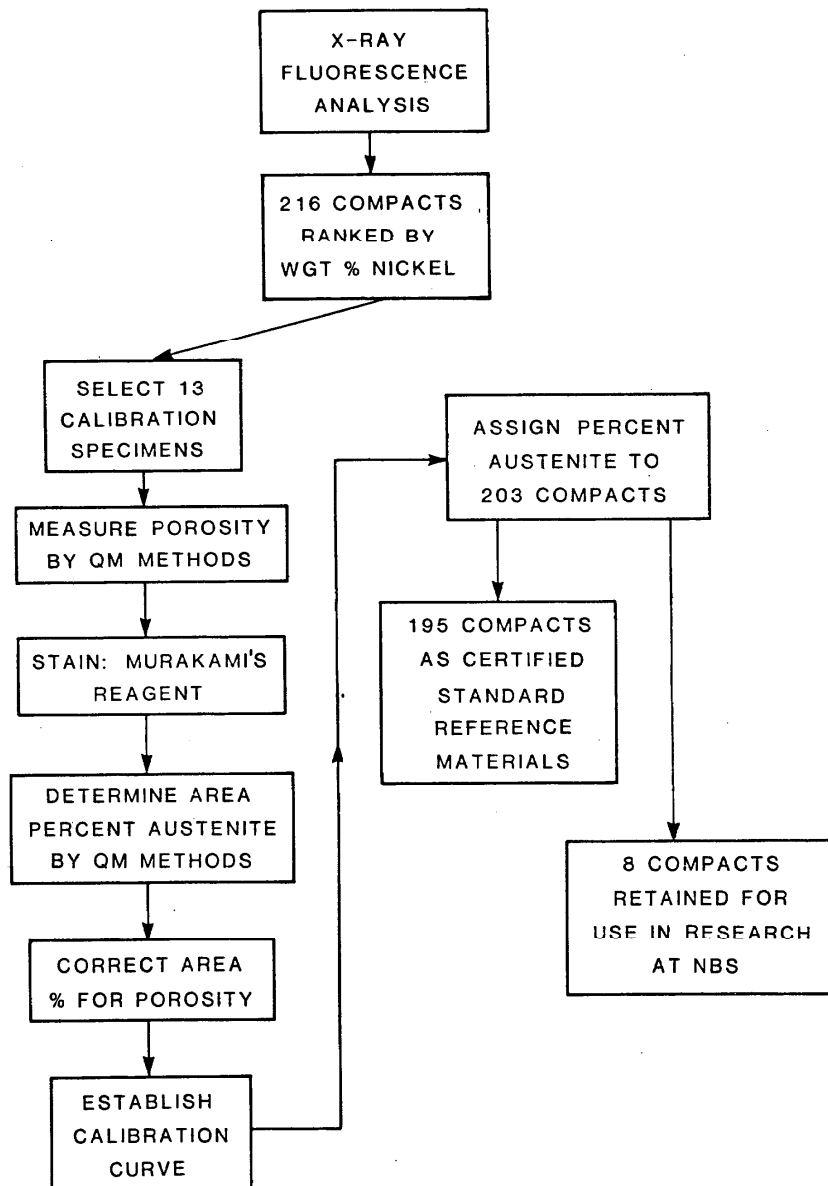 X-RAY
FLUORESCENCE
ANALYSIS
216 COMPACTS
RANKED BY
WGT % NICKEL
SELECT 13
CALIBRATION
SPECIMENS
MEASURE POROSITY
BY QM METHODS
STAIN: MURAKAMI'S
REAGENT
DETERMINE AREA
PERCENT AUSTENITE
BY QM METHODS
CORRECT AREA
% FOR POROSITY
ESTABLISH
CALIBRATION
CURVE
ASSIGN PERCENT
AUSTENITE TO
203 COMPACTS
195 COMPACTS
AS CERTIFIED
STANDARD
REFERENCE
MATERIALS
8 COMPACTS
RETAINED FOR
USE IN RESEARCH
AT NBS